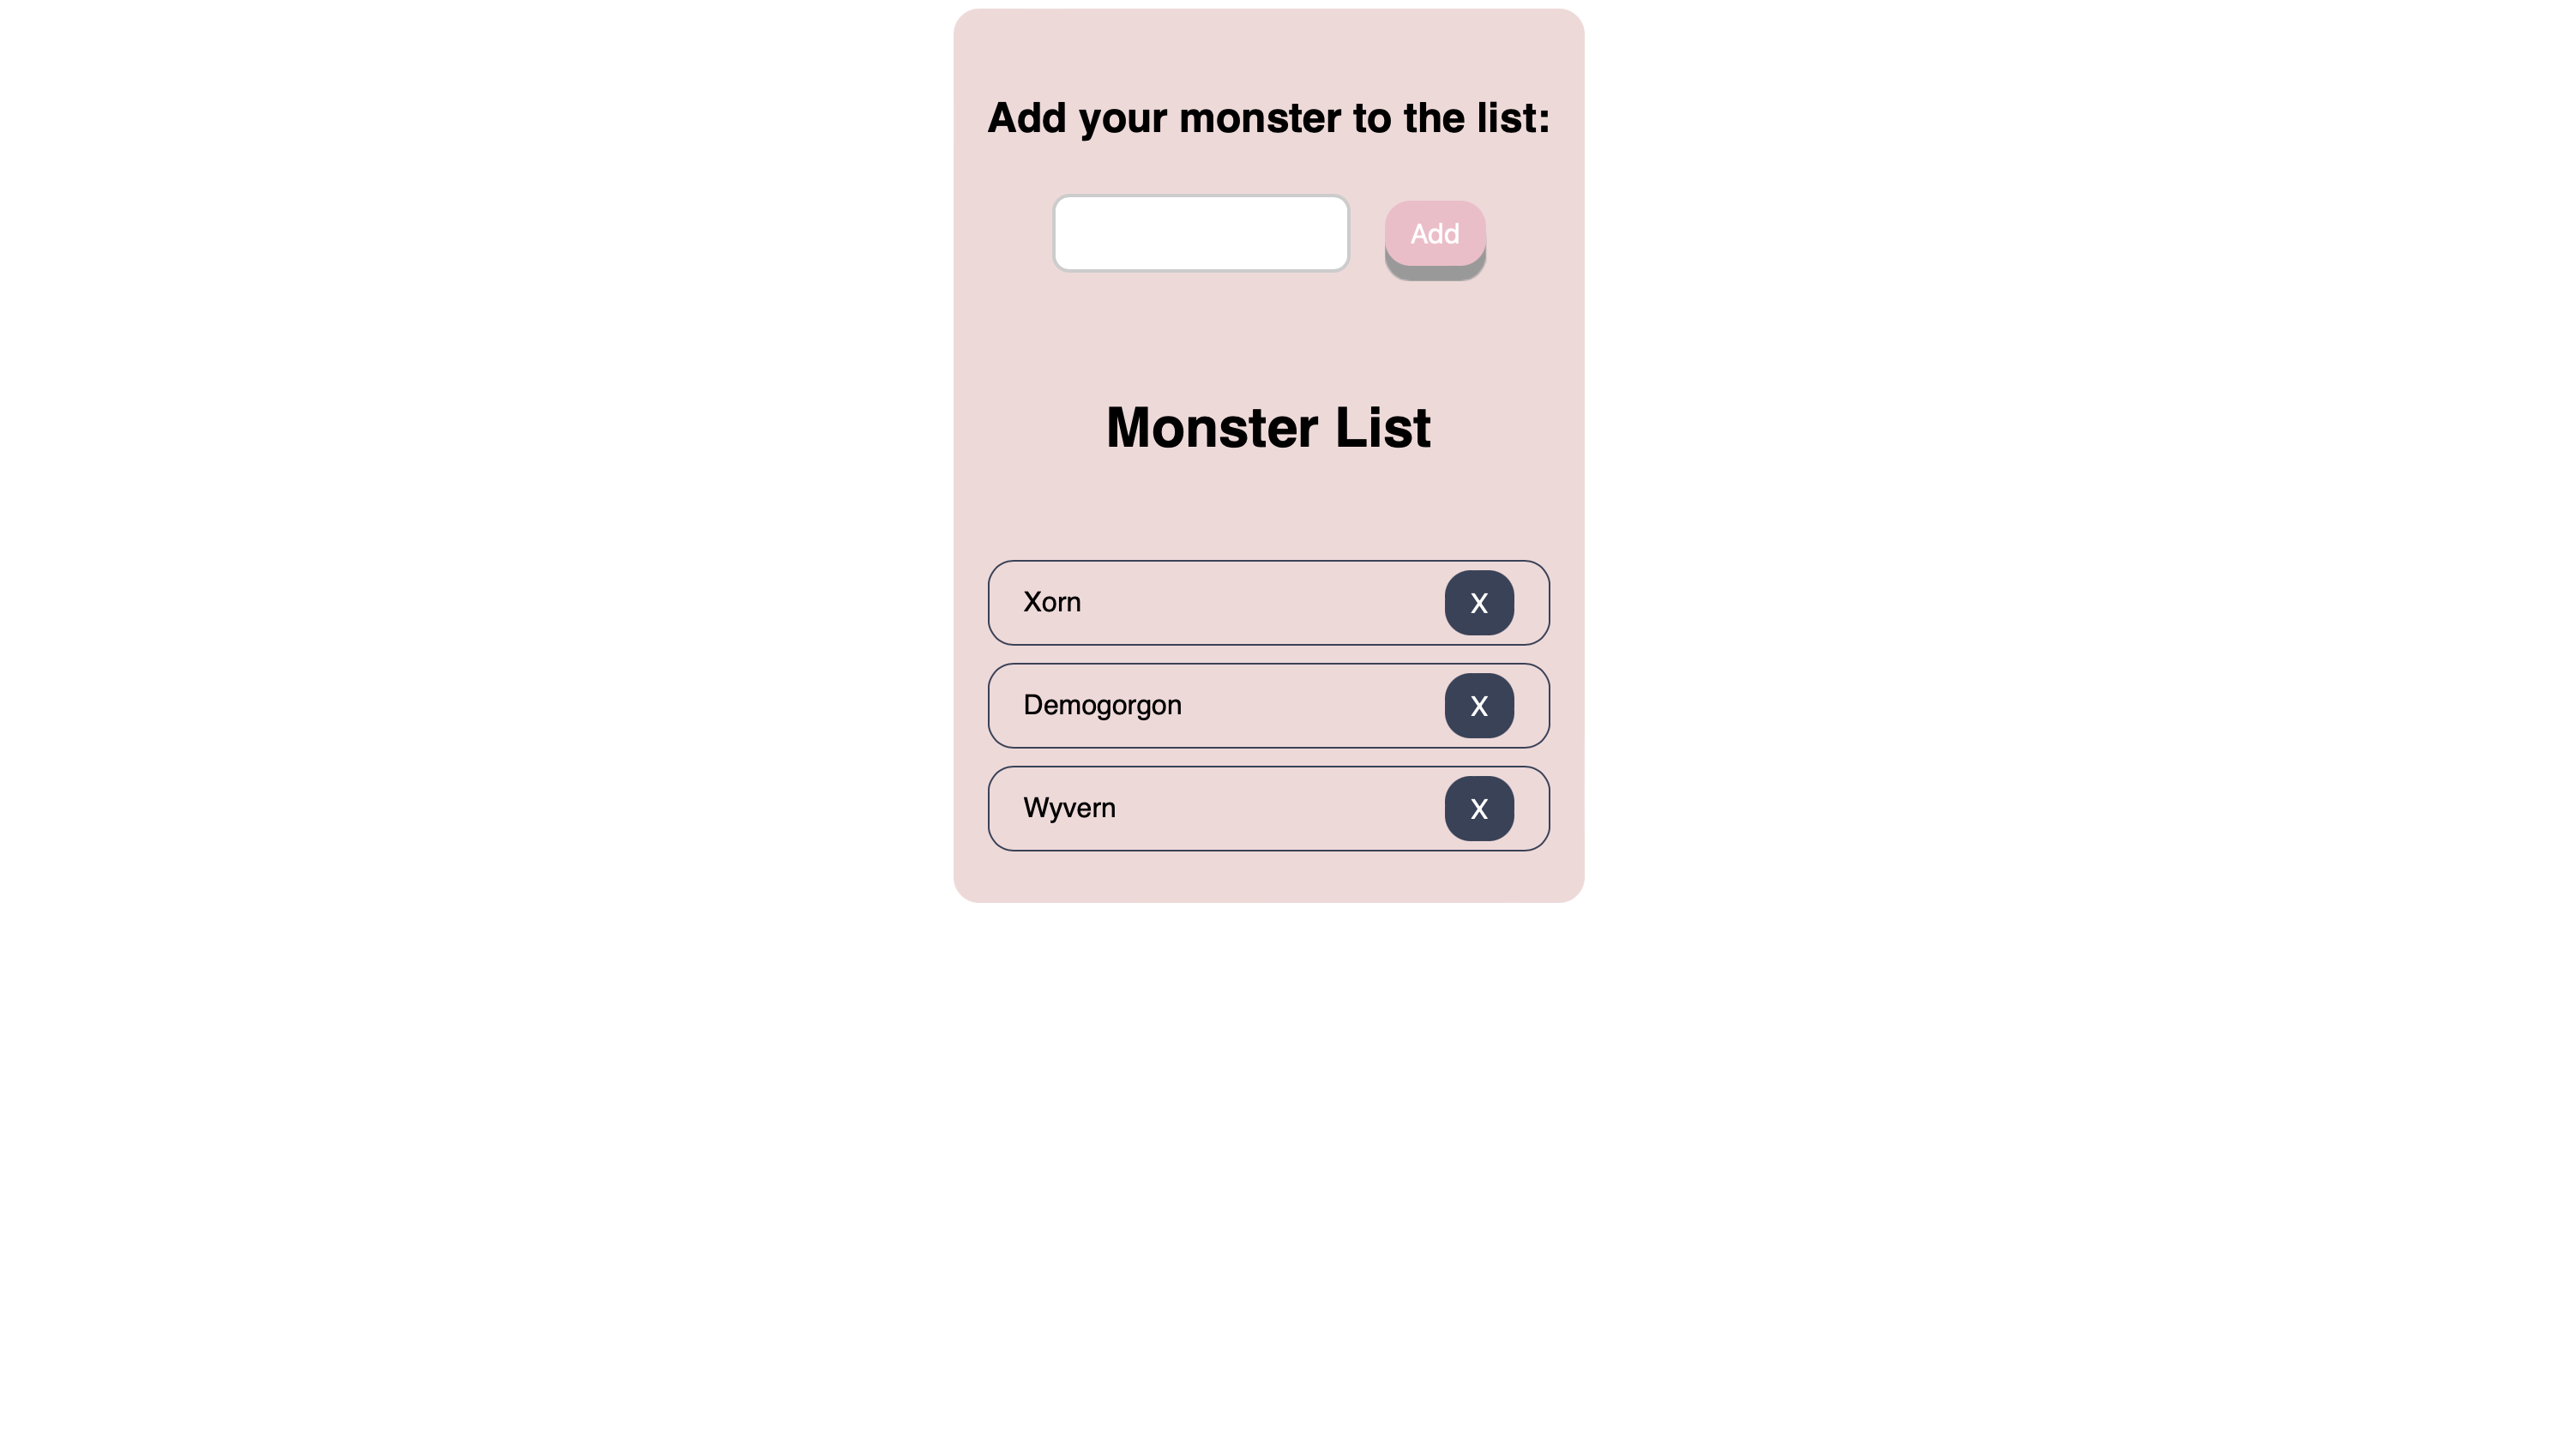 Add your monster to the list:
Add
Monster List
Xorn
X
Demogorgon
X
Wyvern
X